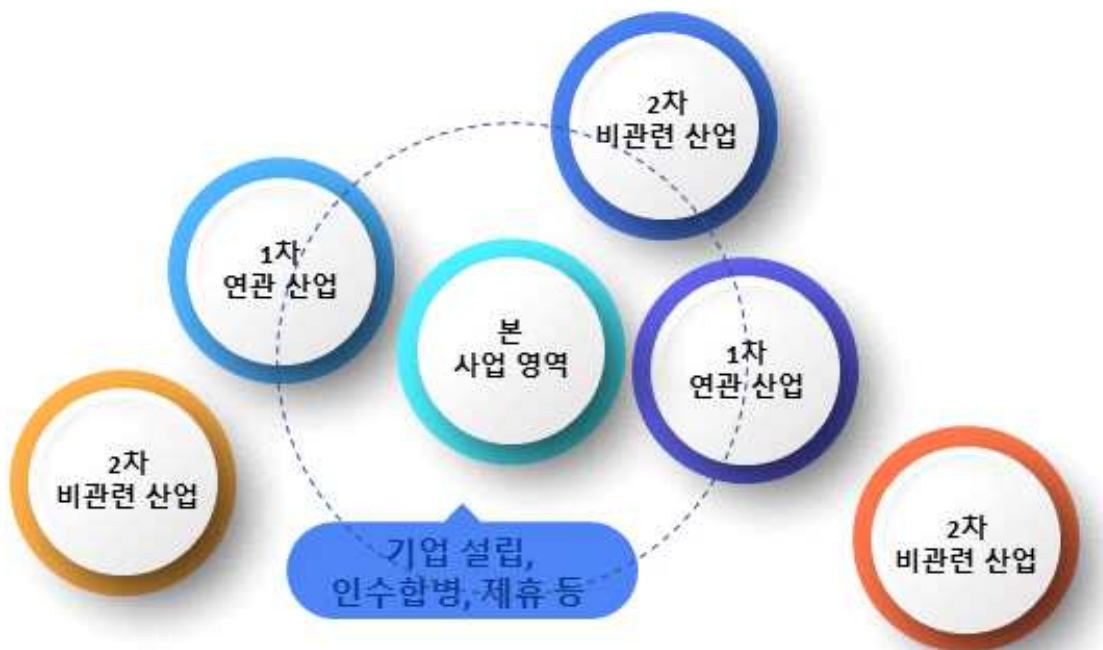 2차
비관련 산업
1차
연관 산업
본
사업 영역
1차
연관 산업
2차
비관련 산업
2차
비관련 산업
기업 설립,
인수합병, 제휴 등